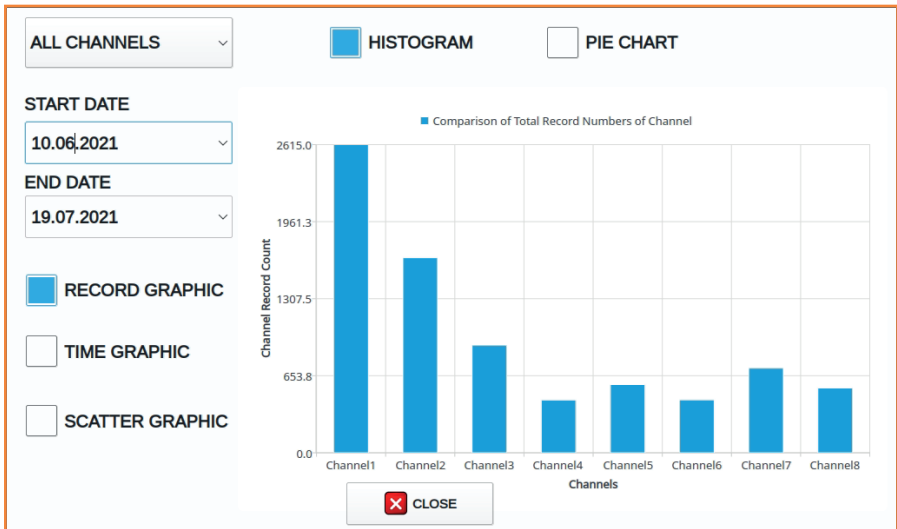 ALL CHANNELS
HISTOGRAM
PIE CHART
START DATE
10.06.2021
END DATE
19.07.2021
RECORD GRAPHIC
TIME GRAPHIC
SCATTER GRAPHIC
Comparison of Total Record Numbers of Channel
Channel Record Count
2615.0
1961.3
1307.5
653.8
0.0
Channel1 Channel2 Channel3 Channel4 Channel5 Channel6 Channel7 Channel8
Channels
CLOSE